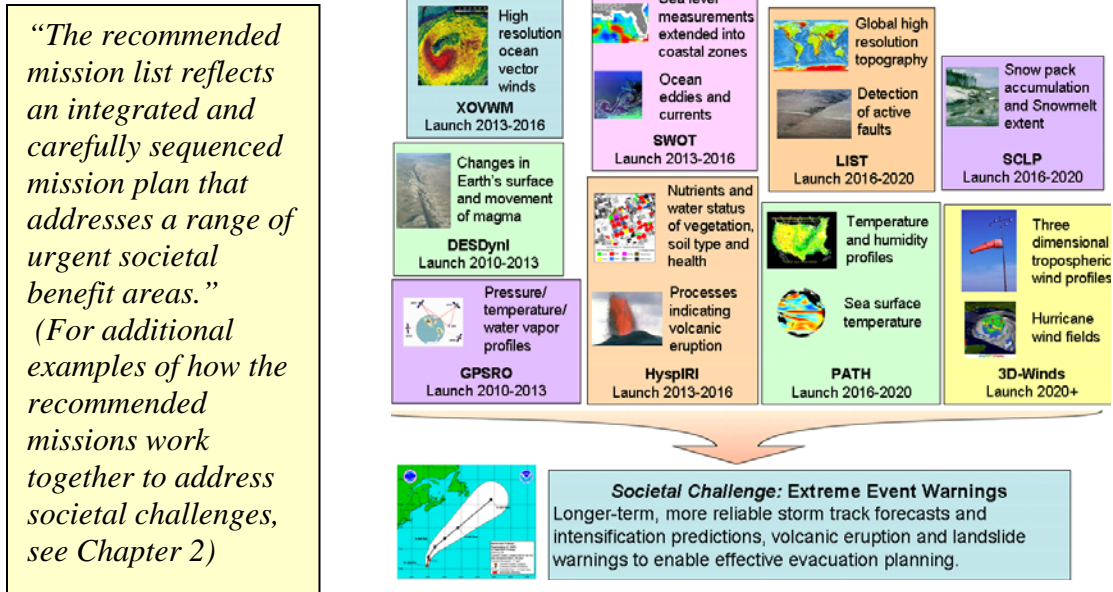 “The recommended
mission list reflects
an integrated and
carefully sequenced
mission plan that
addresses a range of
urgent societal
benefit areas.”
(For additional
examples of how the
recommended
missions work
together to address
societal challenges,
see Chapter 2)
High
resolution
ocean
vector
winds
XOVWM
Launch 2013-2016
Changes in
Earth's surface
and movement
of magma
DESDynI
Launch 2010-2013
Pressure/
temperature/
water vapor
profiles
GPSRO
Launch 2010-2013
Sea level
measurements
extended into
coastal zones
Ocean
eddies and
currents
SWOT
Launch 2013-2016
Nutrients and
water status
of vegetation,
soil type and
health
Processes
indicating
volcanic
eruption
HyspIRI
Launch 2013-2016
Global high
resolution
topography
Detection
of active
faults
LIST
Launch 2016-2020
Temperature
and humidity
profiles
Sea surface
temperature
PATH
Launch 2016-2020
Snow pack
accumulation
and Snowmelt
extent
SCLP
Launch 2016-2020
Three
dimensional
tropospheric
wind profiles
Hurricane
wind fields
3D-Winds
Launch 2020+
Societal Challenge: Extreme Event Warnings
Longer-term, more reliable storm track forecasts and
intensification predictions, volcanic eruption and landslide
warnings to enable effective evacuation planning.